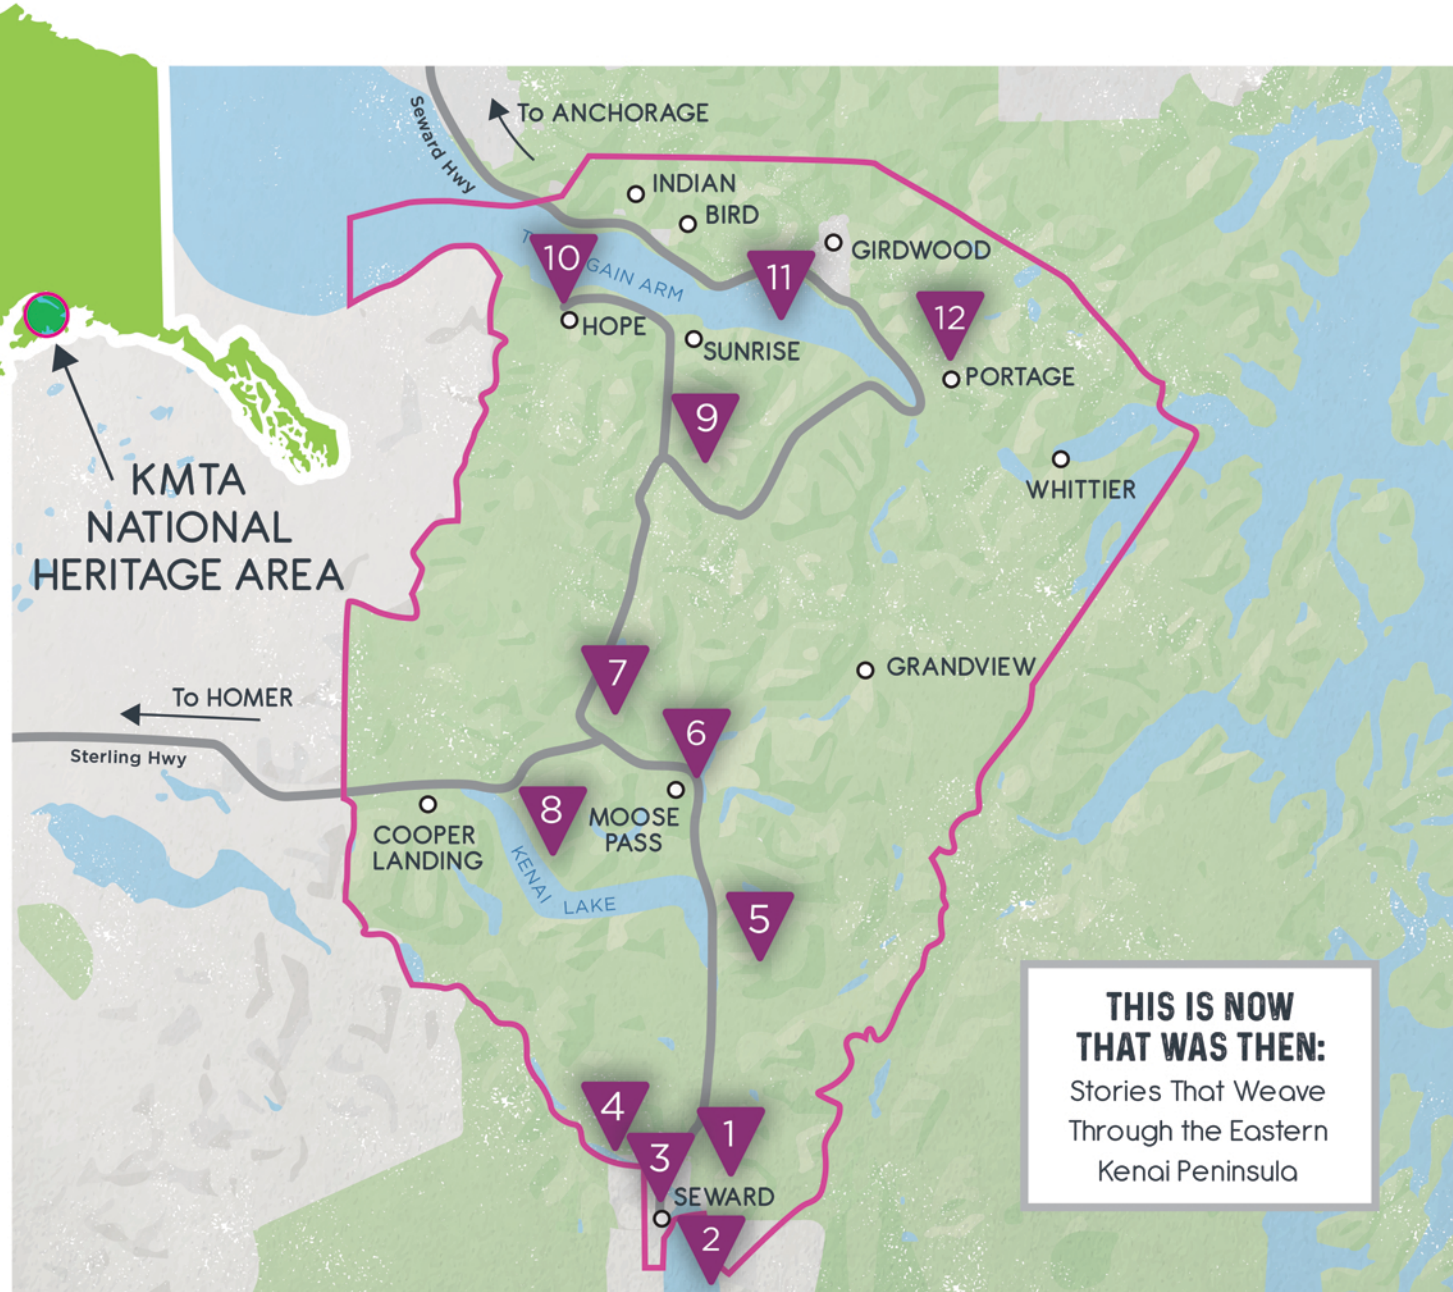 To ANCHORAGE
Seward Hwy
INDIAN
BIRD
GIRDWOOD
10
GAIN ARM
11
12
HOPE
SUNRISE
PORTAGE
9
WHITTIER
KMTA
NATIONAL
HERITAGE AREA
7
GRANDVIEW
To HOMER
Sterling Hwy
6
8
MOOSE
PASS
COOPER
LANDING
KENAI
LAKE
5
THIS IS NOW
THAT WAS THEN:
Stories That Weave
Through the Eastern
Kenai Peninsula
4
1
3
SEWARD
2